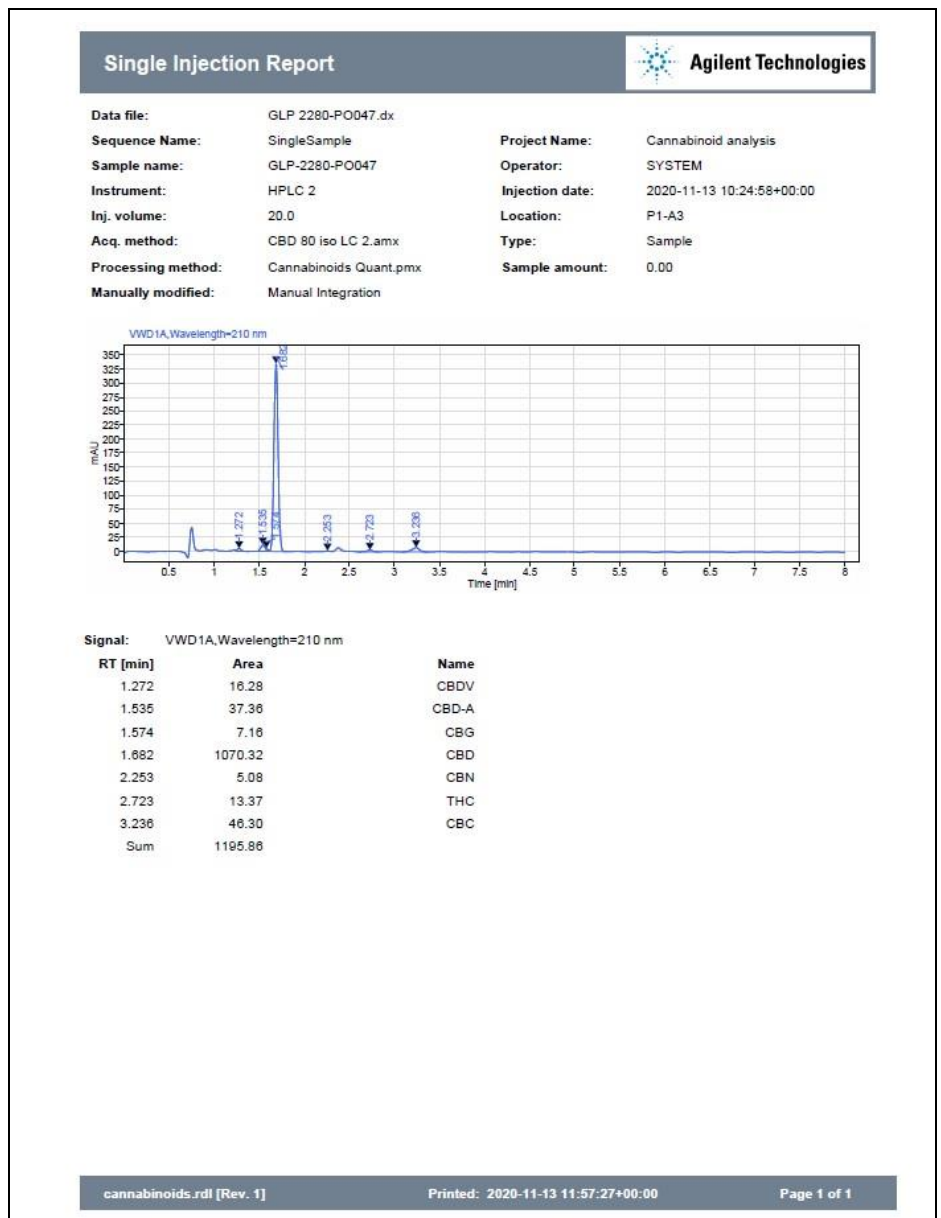 Single Injection Report
Agilent Technologies
Data file: GLP 2280-PO047.dx
Sequence Name: SingleSample Project Name: Cannabinoid analysis
Sample name: GLP-2280-PO047 Operator: SYSTEM
Instrument: HPLC 2 Injection date: 2020-11-13 10:24:58+00:00
Inj. volume: 20.0 Location: P1-A3
Acq. method: CBD 80 iso LC 2.amx Type: Sample
Processing method: Cannabinoids Quant.pmx Sample amount: 0.00
Manually modified: Manual Integration
VWD1A,Wavelength=210 nm
mAU
350
325
300
275
250
225
200
175
150
125
100
75
50
25
0
1.272
1.535
1.574
1.682
2.253
2.723
3.236
0.5 1 1.5 2 2.5 3 3.5 4 4.5 5 5.5 6 6.5 7 7.5 8
Time [min]
Signal: VWD1A,Wavelength=210 nm
RT [min] Area Name
1.272 16.28 CBDV
1.535 37.36 CBD-A
1.574 7.16 CBG
1.682 1070.32 CBD
2.253 5.08 CBN
2.723 13.37 THC
3.236 46.30 CBC
Sum 1195.86
cannabinoids.rdl [Rev. 1] Printed: 2020-11-13 11:57:27+00:00 Page 1 of 1